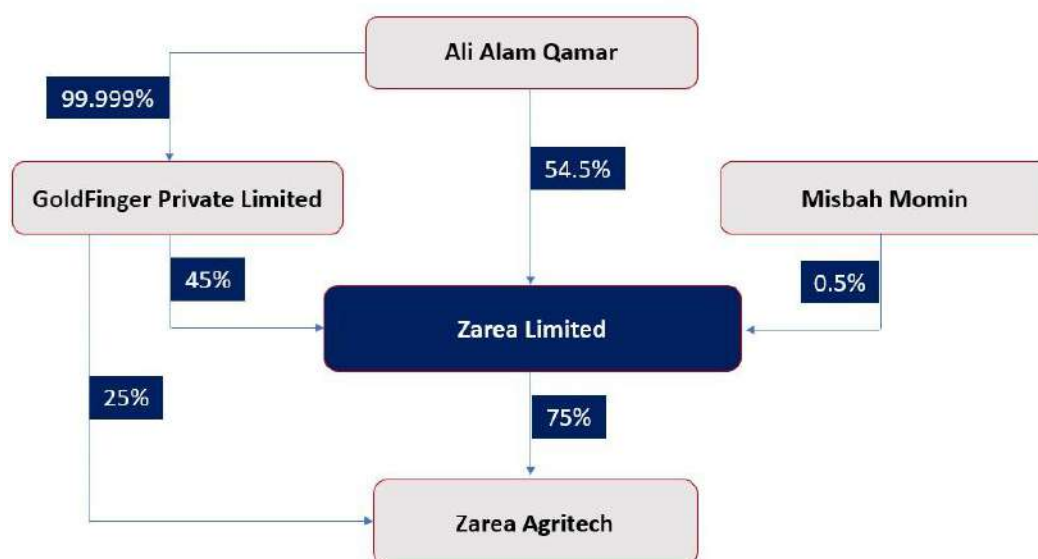 Ali Alam Qamar
99.999%
54.5%
GoldFinger Private Limited
Misbah Momin
45%
0.5%
Zarea Limited
25%
75%
Zarea Agritech